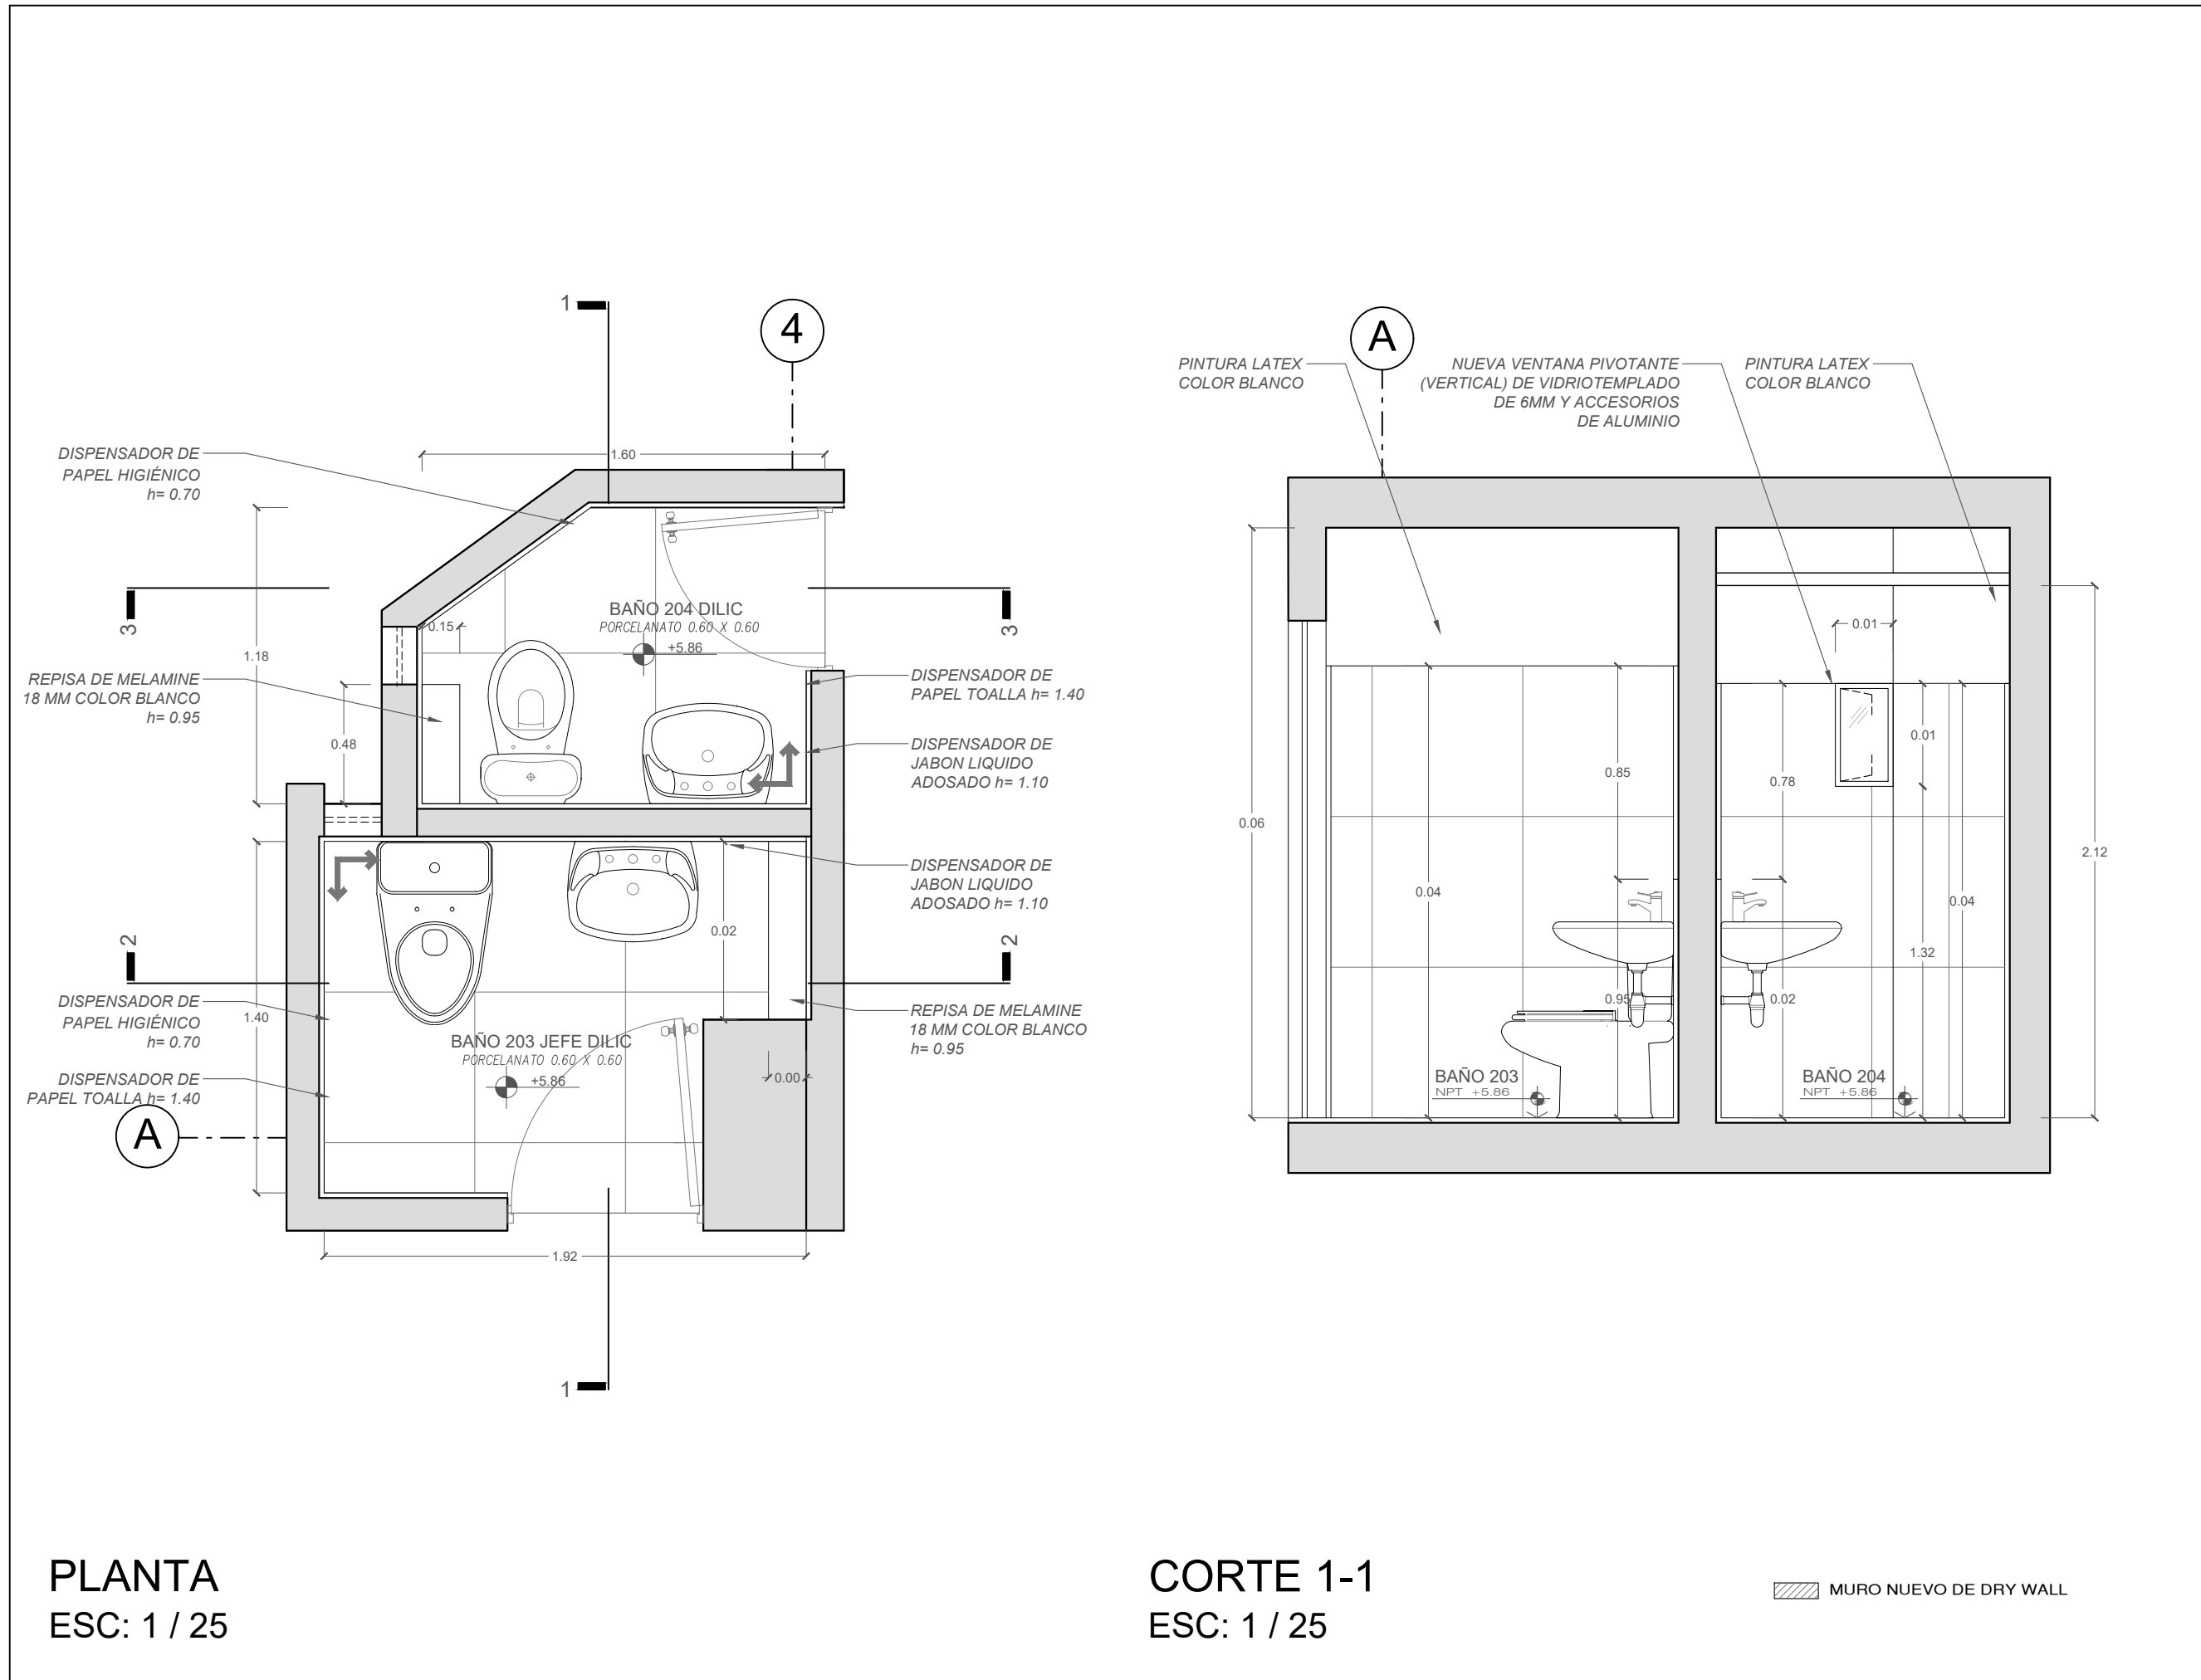 1
4
DISPENSADOR DE
PAPEL HIGIÉNICO
h= 0.70
1.60
3
3
1.18
0.15
BAÑO 204 DILIC
PORCELANATO 0.60 X 0.60
+5.86
REPISA DE MELAMINE
18 MM COLOR BLANCO
h= 0.95
0.48
DISPENSADOR DE
PAPEL TOALLA h= 1.40
DISPENSADOR DE
JABON LIQUIDO
ADOSADO h= 1.10
DISPENSADOR DE
JABON LIQUIDO
ADOSADO h= 1.10
0.02
2
2
DISPENSADOR DE
PAPEL HIGIÉNICO
h= 0.70
1.40
BAÑO 203 JEFE DILIC
PORCELANATO 0.60 X 0.60
+5.86
REPISA DE MELAMINE
18 MM COLOR BLANCO
h= 0.95
0.00
DISPENSADOR DE
PAPEL TOALLA h= 1.40
A
1.92
1
A
PINTURA LATEX
COLOR BLANCO
NUEVA VENTANA PIVOTANTE
(VERTICAL) DE VIDRIOTEMPLADO
DE 6MM Y ACCESORIOS
DE ALUMINIO
PINTURA LATEX
COLOR BLANCO
0.01
0.01
0.85
0.78
0.06
2.12
0.04
0.04
1.32
0.95
0.02
BAÑO 203
NPT +5.86
BAÑO 204
NPT +5.86
PLANTA
ESC: 1 / 25
CORTE 1-1
ESC: 1 / 25
MURO NUEVO DE DRY WALL